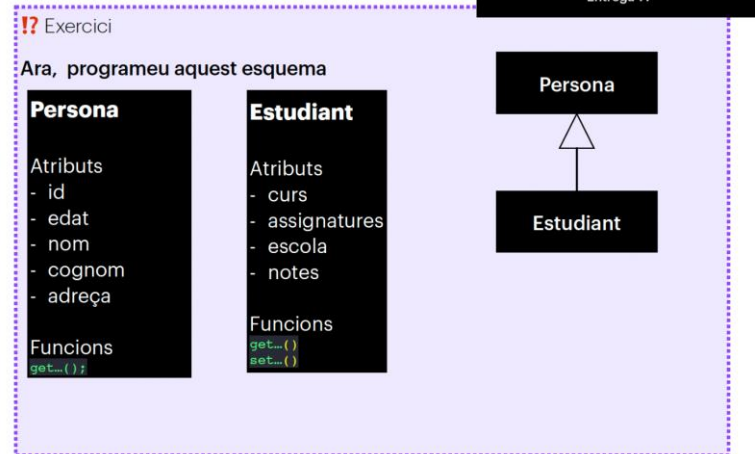 ⁉ Exercici
Ara, programeu aquest esquema
Persona
Atributs
- id
- edat
- nom
- cognom
- adreça
Funcions
get…();
Estudiant
Atributs
- curs
- assignatures
- escola
- notes
Funcions
get…()
set…()
Persona
Estudiant